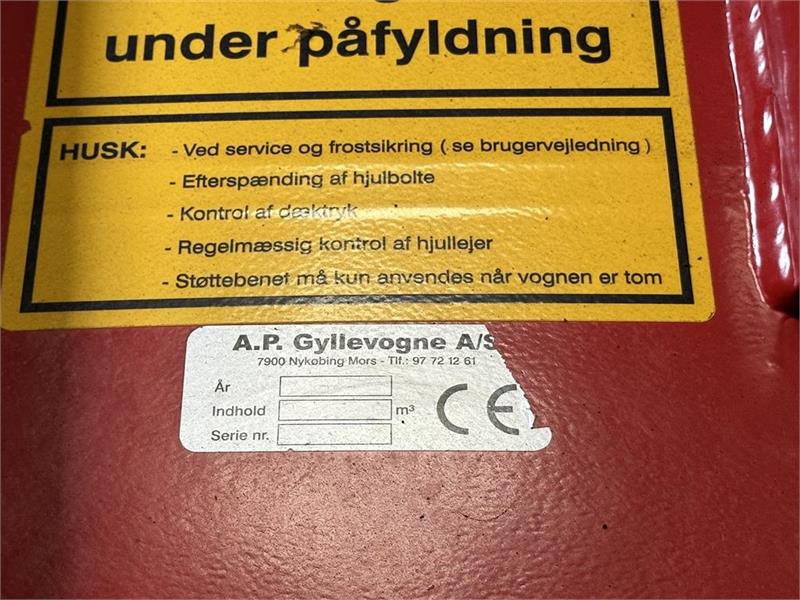 under påfyldning
HUSK: - Ved service og frostsikring ( se brugervejledning )
- Efterspænding af hjulbolte
- Kontrol af dæktryk
- Regelmæssig kontrol af hjullejer
- Støttebenet må kun anvendes når vognen er tom
A.P. Gyllevogne A/S
7900 Nykøbing Mors - Tlf.: 97 72 12 61
År
Indhold m³
Serie nr.
CE